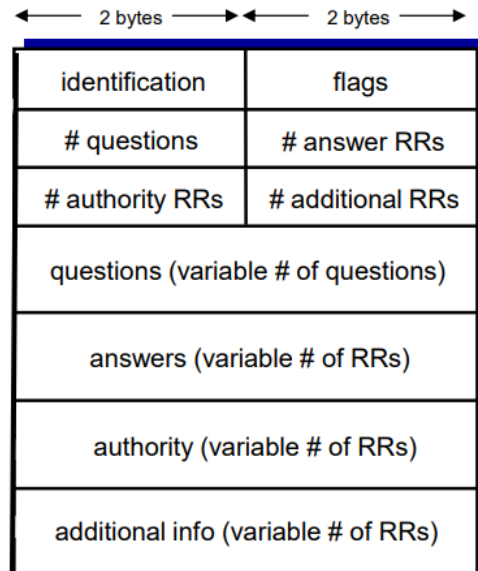 2 bytes 2 bytes
identification flags
# questions # answer RRs
# authority RRs # additional RRs
questions (variable # of questions)
answers (variable # of RRs)
authority (variable # of RRs)
additional info (variable # of RRs)